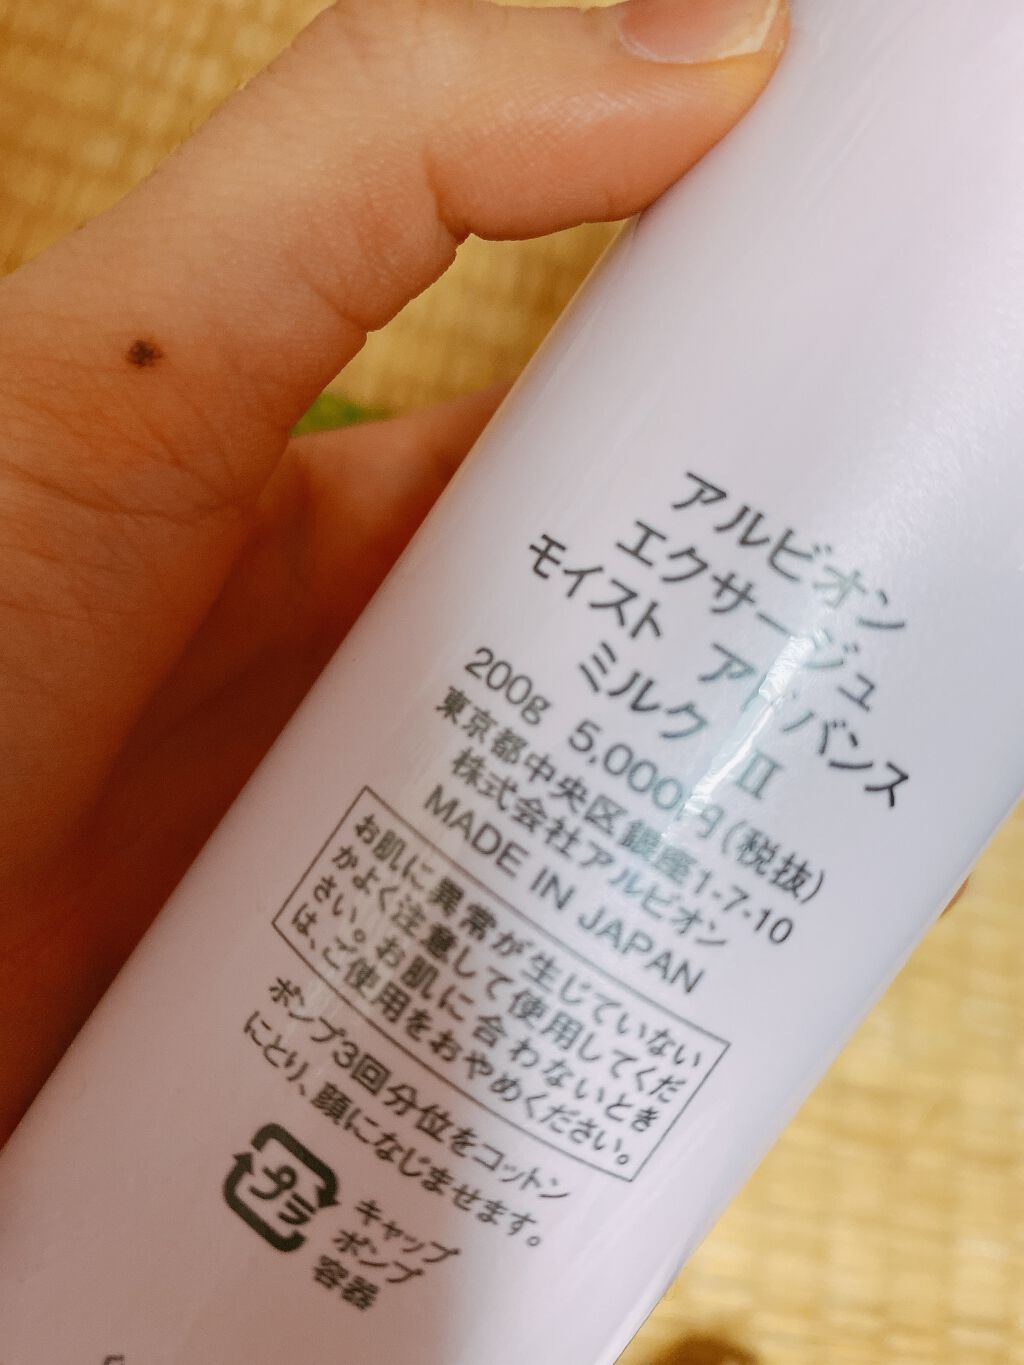 アルビオン
エクサージュ
モイスト アドバンス
ミルク Ⅱ
200g 5,000円(税抜)
東京都中央区銀座1-7-10
株式会社アルビオン
MADE IN JAPAN
お肌に異常が生じていない
かよく注意して使用してくだ
さい。お肌に合わないとき
は、ご使用をおやめください。
ポンプ3回分位をコットン
にとり、顔になじませます。
プラ
キャップ
ポンプ
容器